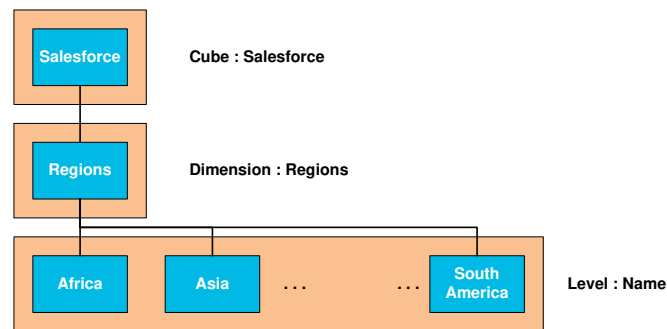 Salesforce
Cube : Salesforce
Regions
Dimension : Regions
Africa
Asia
. . .
. . .
South
America
Level : Name